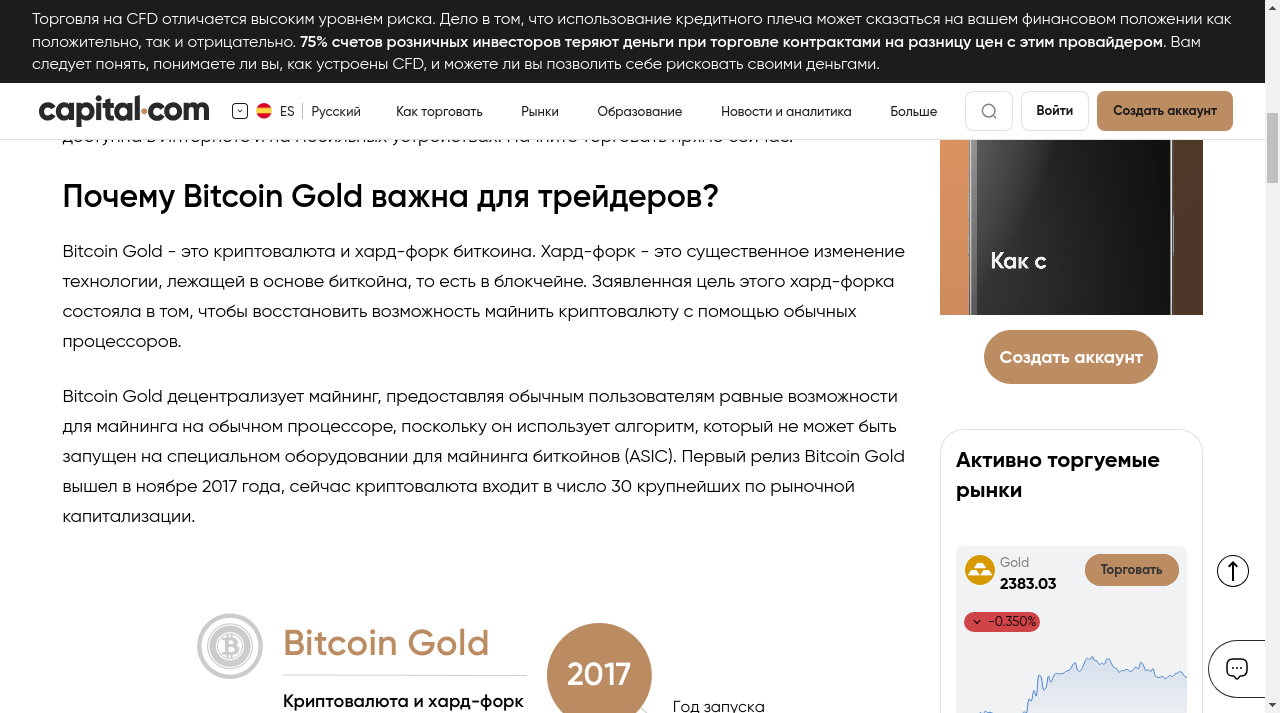 Торговля на CFD отличается высоким уровнем риска. Дело в том, что использование кредитного плеча может сказаться на вашем финансовом положении как
положительно, так и отрицательно. 75% счетов розничных инвесторов теряют деньги при торговле контрактами на разницу цен с этим провайдером. Вам
следует понять, понимаете ли вы, как устроены CFD, и можете ли вы позволить себе рисковать своими деньгами.
capital.com ES Русский Как торговать Рынки Образование Новости и аналитика Больше Войти Создать аккаунт
доступна в интернете и на мобильных устройствах. Начните торговать прямо сейчас.
Почему Bitcoin Gold важна для трейдеров?
Bitcoin Gold - это криптовалюта и хард-форк биткоина. Хард-форк - это существенное изменение
технологии, лежащей в основе биткойна, то есть в блокчейне. Заявленная цель этого хард-форка
состояла в том, чтобы восстановить возможность майнить криптовалюту с помощью обычных
процессоров.
Bitcoin Gold децентрализует майнинг, предоставляя обычным пользователям равные возможности
для майнинга на обычном процессоре, поскольку он использует алгоритм, который не может быть
запущен на специальном оборудовании для майнинга биткойнов (ASIC). Первый релиз Bitcoin Gold
вышел в ноябре 2017 года, сейчас криптовалюта входит в число 30 крупнейших по рыночной
капитализации.
Bitcoin Gold
Криптовалюта и хард-форк
2017
Год запуска
Как с
Создать аккаунт
Активно торгуемые
рынки
Gold
2383.03
Торговать
-0.350%